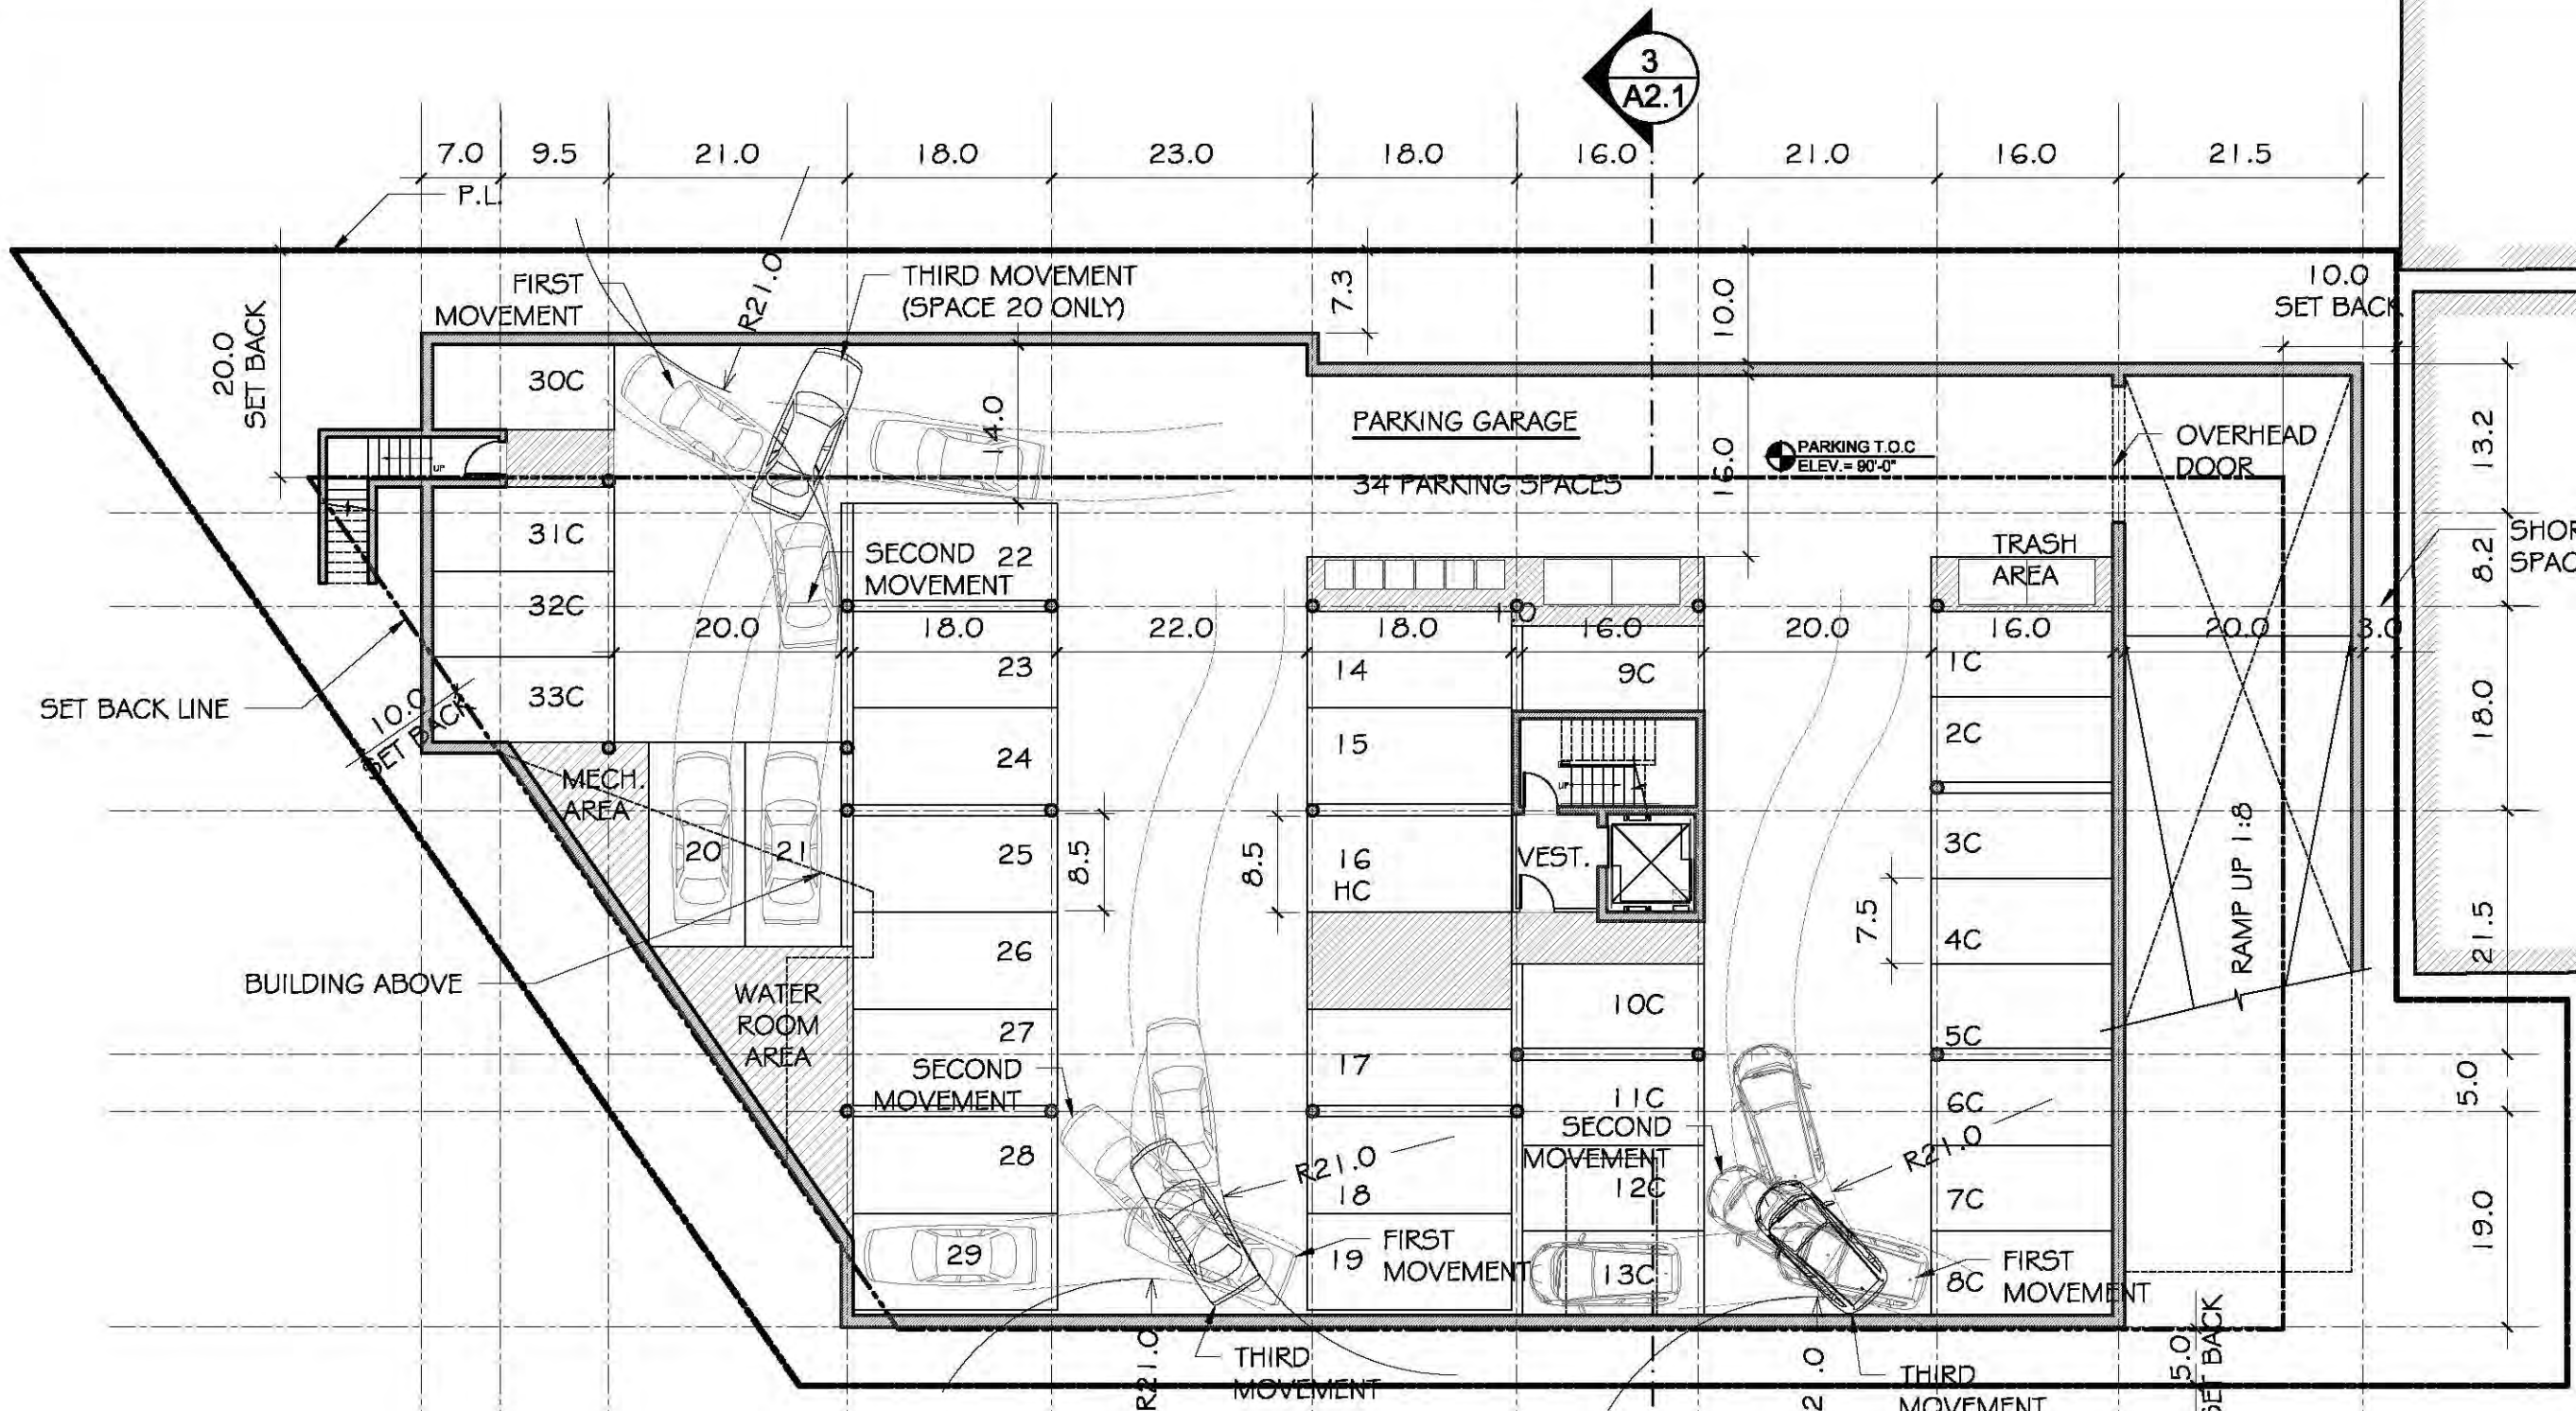 3
A2.1
7.0
9.5
21.0
18.0
23.0
18.0
16.0
21.0
16.0
21.5
P.L.
FIRST
MOVEMENT
R21.0
THIRD MOVEMENT
(SPACE 20 ONLY)
7.3
10.0
10.0
SET BACK
20.0
SET BACK
30C
14.0
PARKING GARAGE
34 PARKING SPACES
PARKING T.O.C
ELEV.= 90'-0"
16.0
OVERHEAD
DOOR
13.2
UP
31C
SECOND
MOVEMENT
22
TRASH
AREA
8.2
32C
20.0
18.0
22.0
18.0
1.0
16.0
20.0
16.0
20.0
3.0
23
14
9C
1C
33C
SET BACK LINE
10.0
SET BACK
18.0
24
15
2C
MECH.
AREA
UP
20
21
25
8.5
8.5
16
HC
VEST.
3C
RAMP UP 1:8
7.5
26
4C
21.5
BUILDING ABOVE
WATER
ROOM
AREA
10C
27
5C
SECOND
MOVEMENT
17
11C
6C
5.0
SECOND
MOVEMENT
28
R21.0
18
12C
R21.0
7C
19.0
29
19
FIRST
MOVEMENT
13C
8C
FIRST
MOVEMENT
R21.0
THIRD
MOVEMENT
.0
THIRD
MOVEMENT
5.0
SET BACK